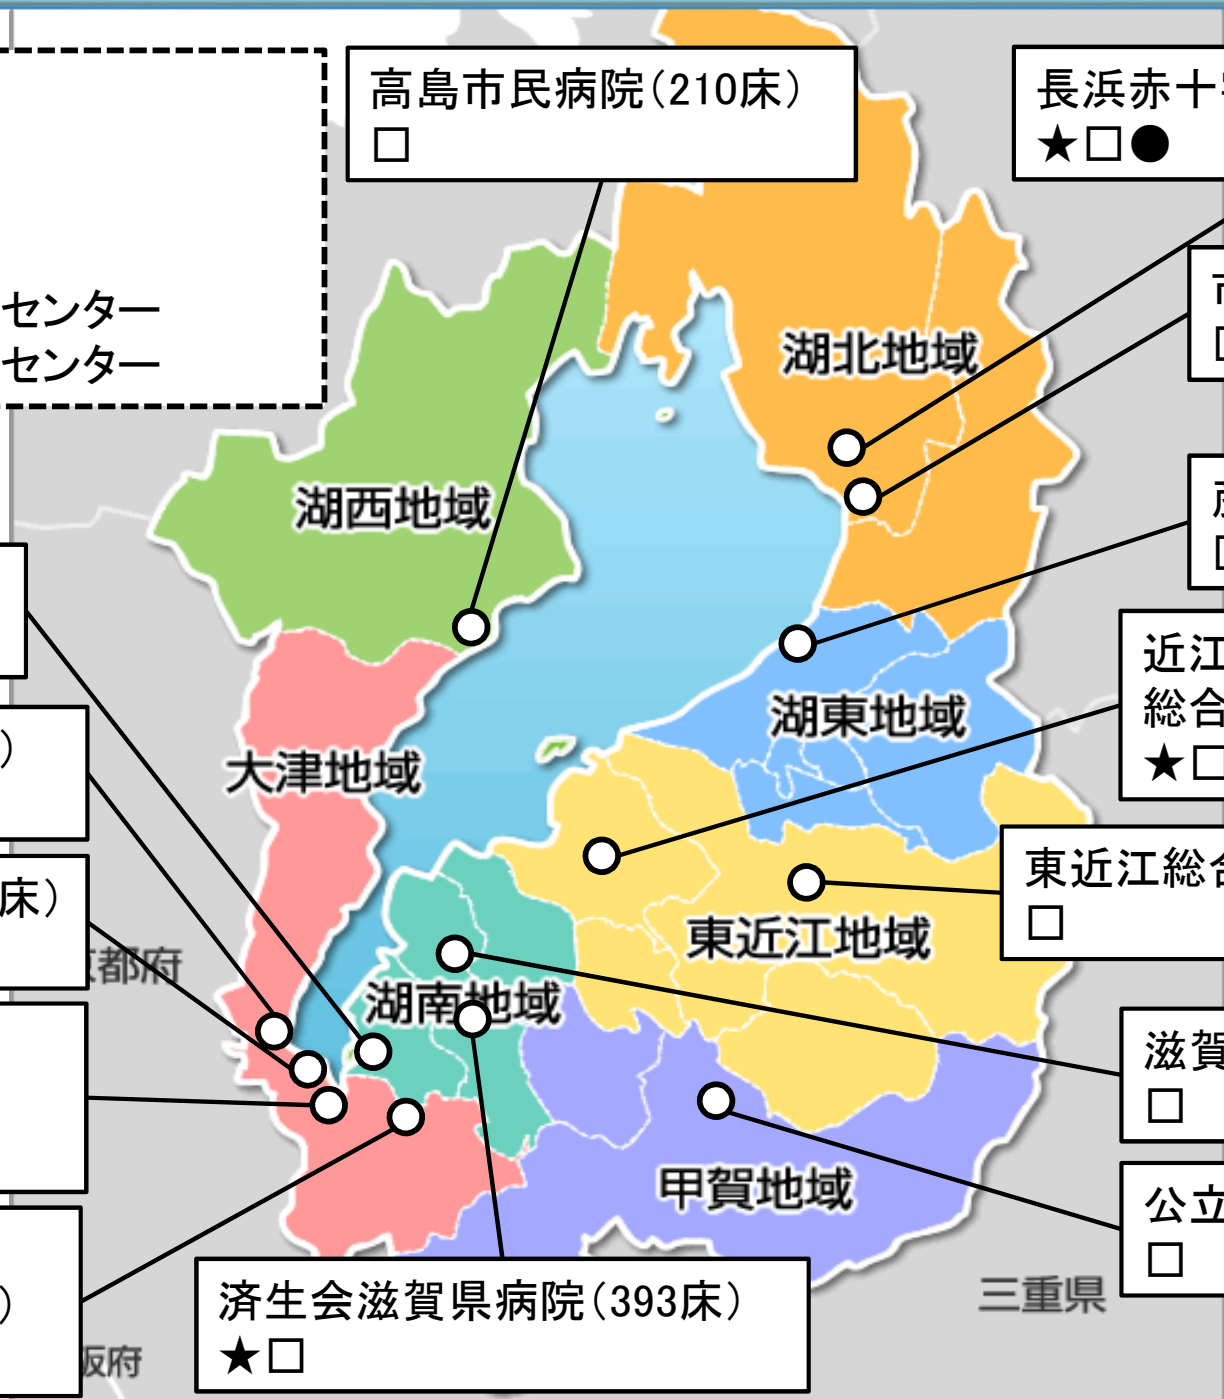 高島市民病院(210床)
□
長浜赤十
★□●
センター
センター
湖北地域
湖西地域
近江
総合
★□
湖東地域
大津地域
)
床)
東近江総合
□
東近江地域
都府
湖南地域
滋賀
□
甲賀地域
公立
□
済生会滋賀県病院(393床)
★□
三重県
)
阪府